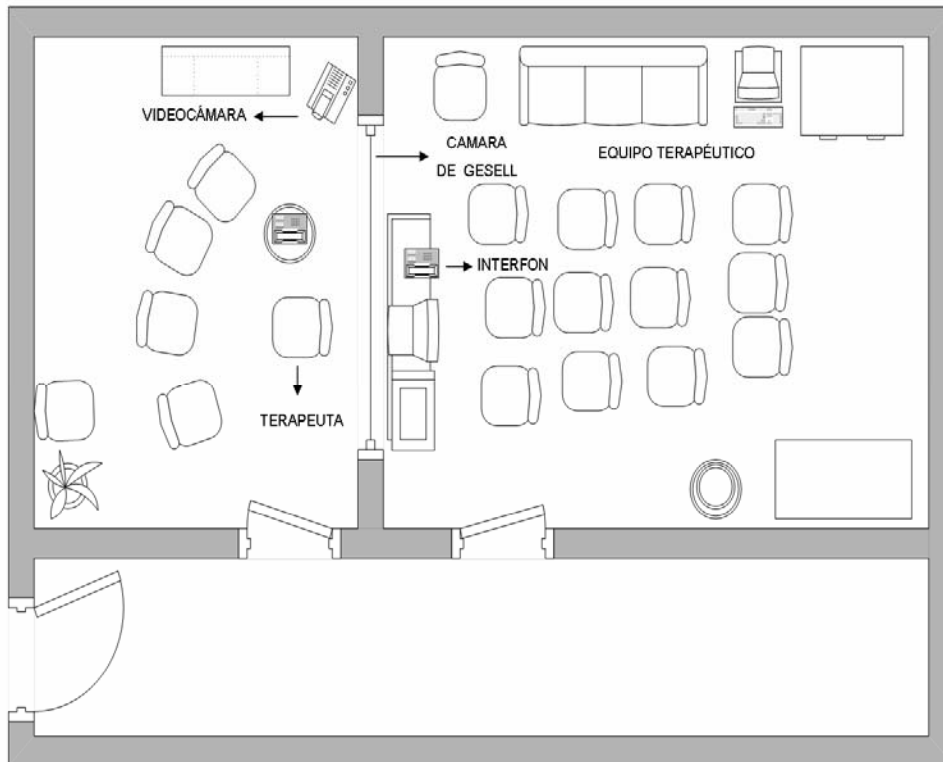 VIDEOCÁMARA
CAMARA
DE GESELL
EQUIPO TERAPÉUTICO
INTERFON
TERAPEUTA